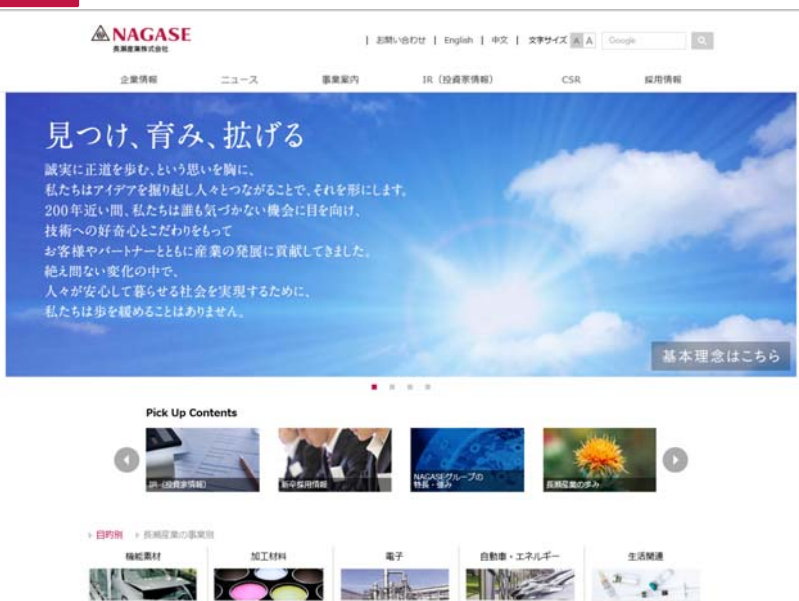 NAGASE
長瀬産業株式会社
| お問い合わせ | English | 中文 | 文字サイズ A A Google
企業情報 ニュース 事業案内 IR（投資家情報） CSR 採用情報
見つけ、育み、拡げる
誠実に正道を歩む、という思いを胸に、
私たちはアイデアを掘り起し人々とつながることで、それを形にします。
200年近い間、私たちは誰も気づかない機会に目を向け、
技術への好奇心とこだわりをもって
お客様やパートナーとともに産業の発展に貢献してきました。
絶え間ない変化の中で、
人々が安心して暮らせる社会を実現するために、
私たちは歩を緩めることはありません。
基本理念はこちら
Pick Up Contents
IR（投資家情報） 新卒採用情報 NAGASEグループの 長瀬産業の歩み
特長・強み
目的別 長瀬産業の事業別
機能素材 加工材料 電子 自動車・エネルギー 生活関連